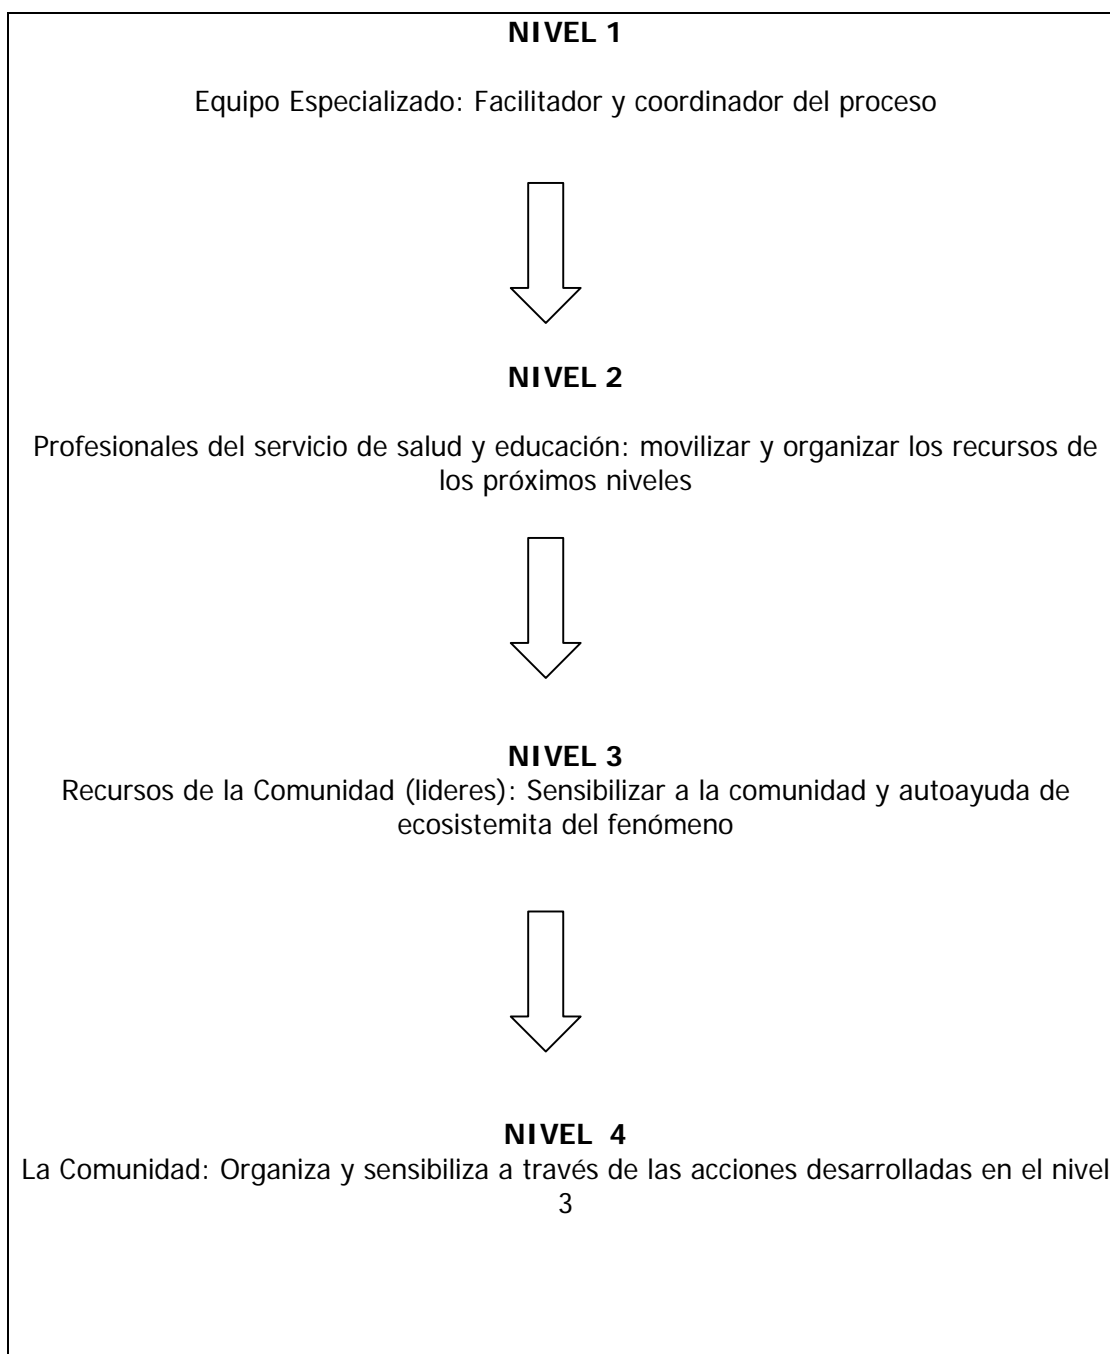 NIVEL 1
Equipo Especializado: Facilitador y coordinador del proceso
NIVEL 2
Profesionales del servicio de salud y educación: movilizar y organizar los recursos de
los próximos niveles
NIVEL 3
Recursos de la Comunidad (lideres): Sensibilizar a la comunidad y autoayuda de
ecosistemita del fenómeno
NIVEL 4
La Comunidad: Organiza y sensibiliza a través de las acciones desarrolladas en el nivel
3